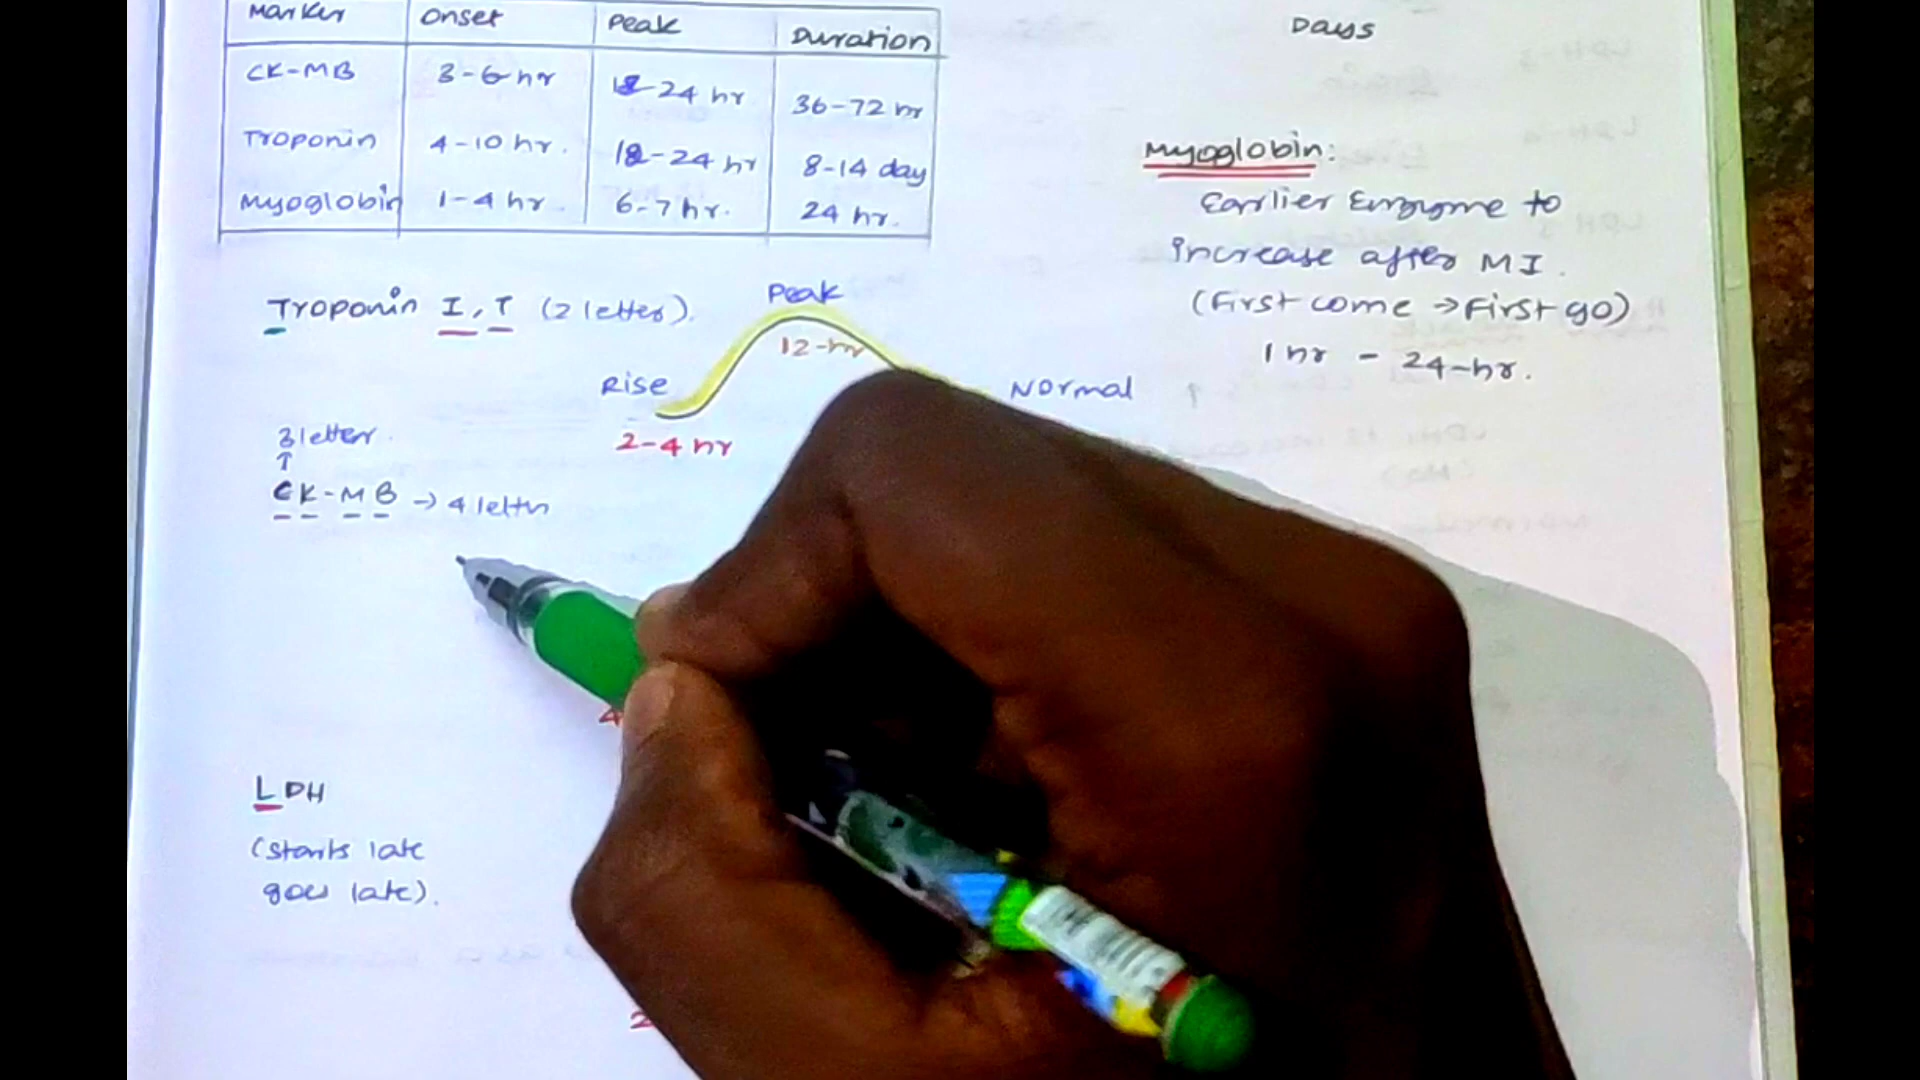 Marker Onset Peak Duration
CK-MB 3-6 hr 12-24 hr 36-72 hr
Troponin 4-10 hr. 18-24 hr 8-14 day
Myoglobin 1-4 hr. 6-7 hr. 24 hr.
Troponin I, T (2 letter).
Peak
12-hr
Rise
2-4 hr
Normal
3 letter.
↑
CK-MB → 4 letter
4
LDH
(starts late
goes late).
2
Days
Myoglobin:
Earlier Enzyme to
increase after MI.
(First come → First go)
1 hr - 24-hr.